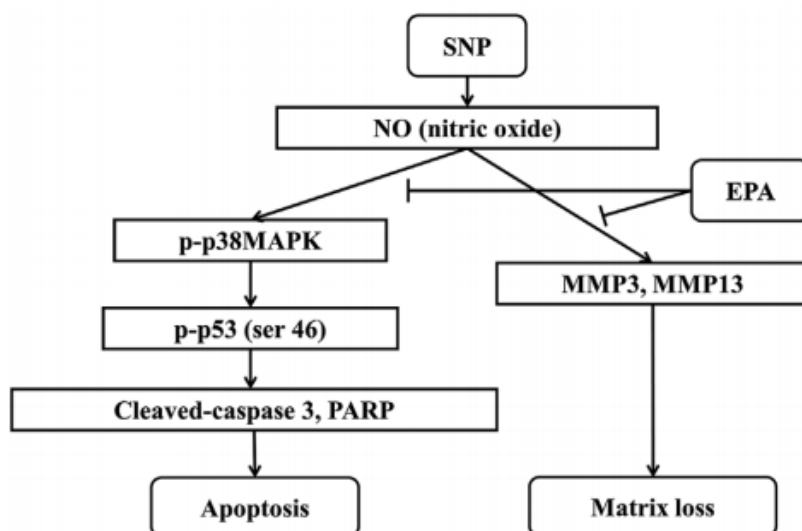 SNP
NO (nitric oxide)
EPA
p-p38MAPK
MMP3, MMP13
p-p53 (ser 46)
Cleaved-caspase 3, PARP
Apoptosis
Matrix loss